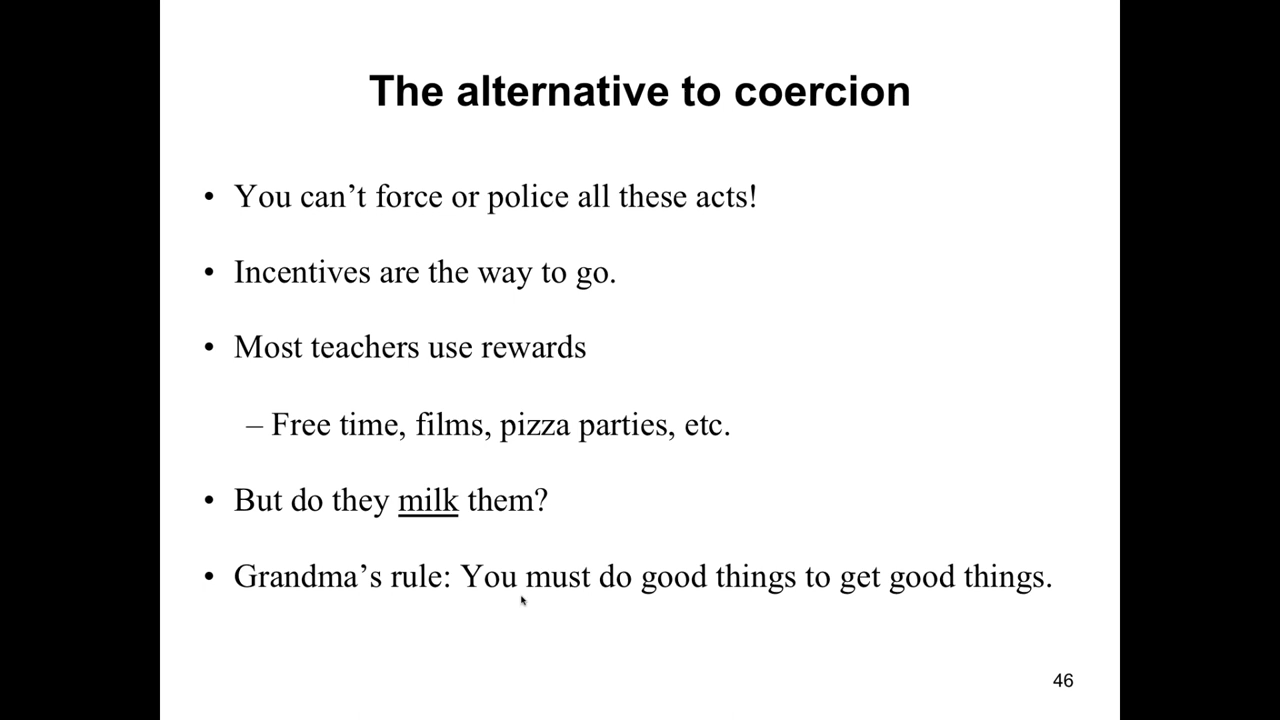 The alternative to coercion
• You can’t force or police all these acts!
• Incentives are the way to go.
• Most teachers use rewards
– Free time, films, pizza parties, etc.
• But do they milk them?
• Grandma’s rule: You must do good things to get good things.
46